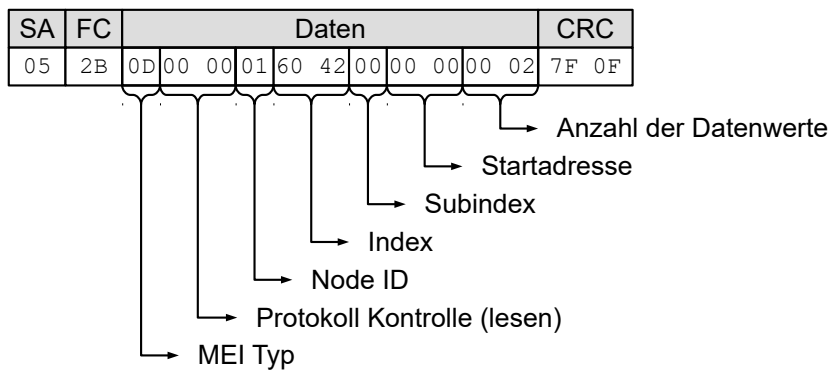 SA FC Daten CRC
05 2B 0D 00 00 01 60 42 00 00 00 00 02 7F 0F
Anzahl der Datenwerte
Startadresse
Subindex
Index
Node ID
Protokoll Kontrolle (lesen)
MEI Typ